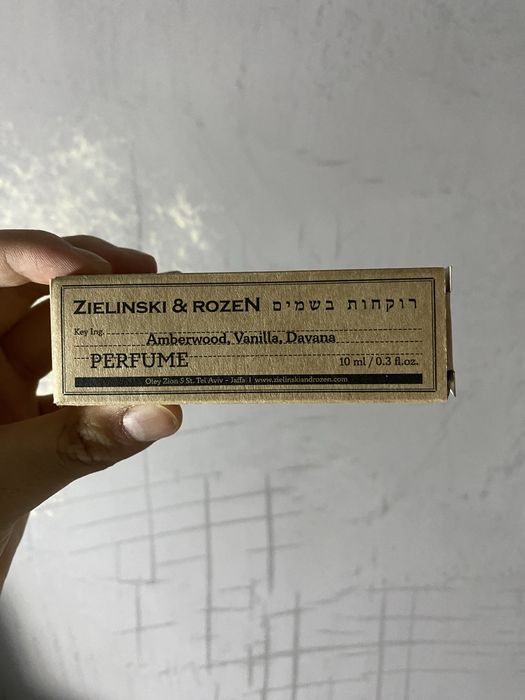 ZIELINSKI & ROZEN רוקחות בשמים
Key Ing.
Amberwood, Vanilla, Davana
PERFUME 10 ml / 0.3 fl.oz.
Oley Zion 5 St. Tel Aviv - Jaffa | www.zielinskiandrozen.com